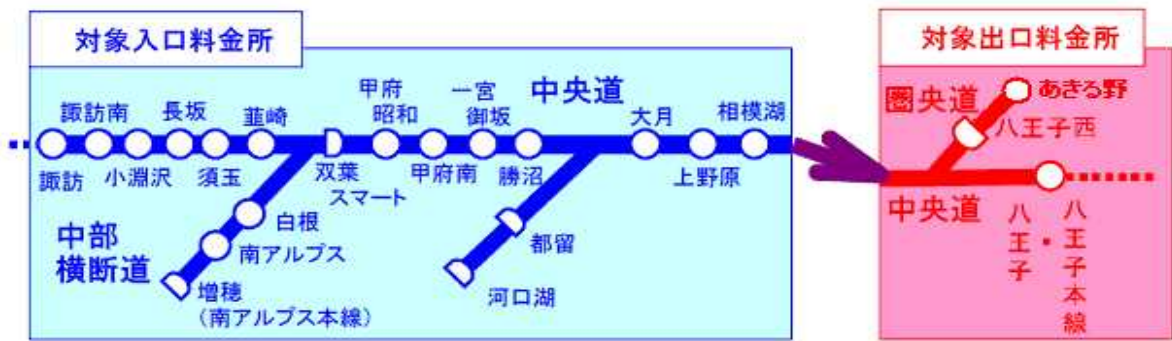 対象入口料金所
対象出口料金所
諏訪南
長坂
韮崎
甲府
昭和
一宮
御坂
中央道
大月
相模湖
諏訪
小淵沢
須玉
双葉
スマート
甲府南
勝沼
上野原
中部
横断道
白根
南アルプス
増穂
(南アルプス本線)
都留
河口湖
圏央道
あきる野
八王子西
中央道
八王子・八王子本線